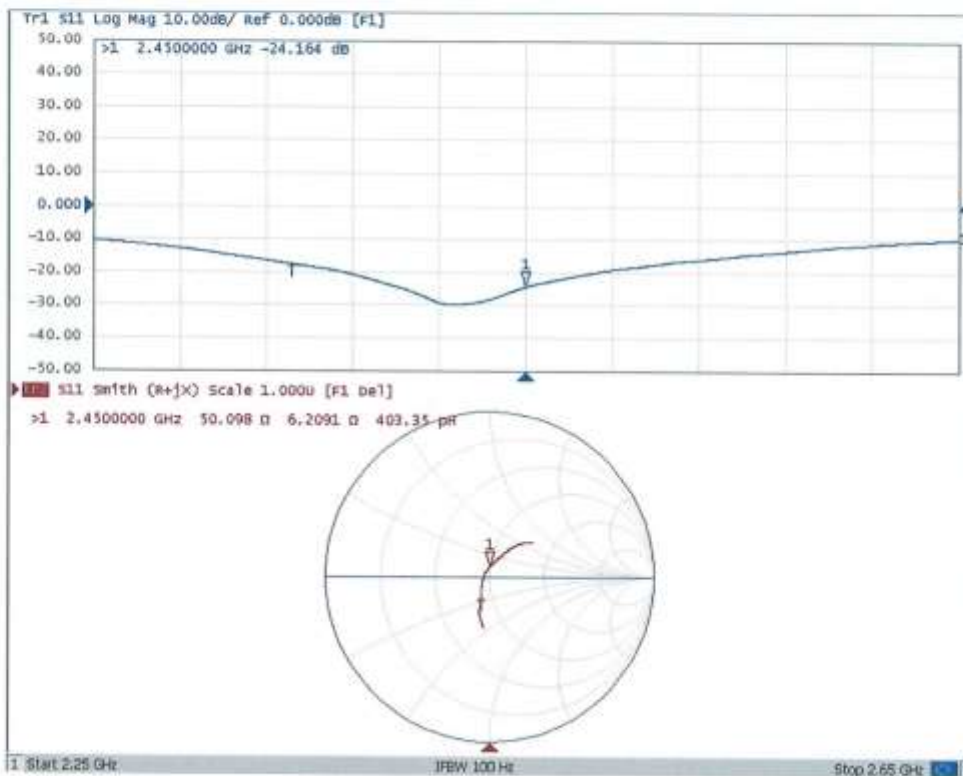 Tr1 S11 Log Mag 10.00dB/ Ref 0.000dB [F1]
50.00
>1 2.4500000 GHz -24.164 dB
40.00
30.00
20.00
10.00
0.000
-10.00
-20.00
-30.00
-40.00
-50.00
1
S11 Smith (R+jX) Scale 1.000U [F1 Del]
>1 2.4500000 GHz 50.098 Ω 6.2091 Ω 403.35 pH
1
1 Start 2.25 GHz IFBW 100 Hz Stop 2.65 GHz